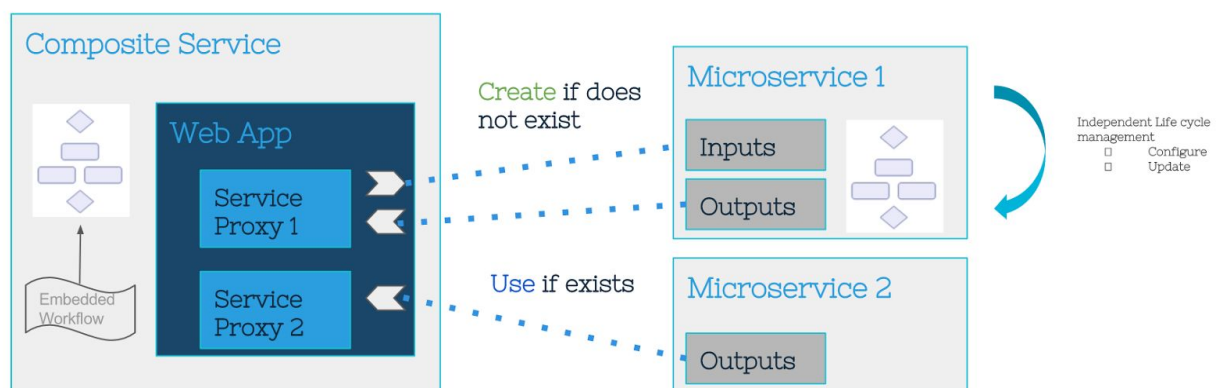 Composite Service
Embedded
Workflow
Web App
Service
Proxy 1
Service
Proxy 2
Create if does
not exist
Use if exists
Microservice 1
Inputs
Outputs
Microservice 2
Outputs
Independent Life cycle
management
Configure
Update